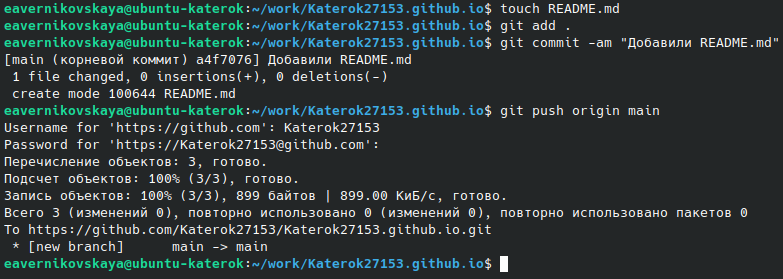 eavernikovskaya@ubuntu-katerok:~/work/Katerok27153.github.io$ touch README.md
eavernikovskaya@ubuntu-katerok:~/work/Katerok27153.github.io$ git add .
eavernikovskaya@ubuntu-katerok:~/work/Katerok27153.github.io$ git commit -am "Добавили README.md"
[main (корневой коммит) a4f7076] Добавили README.md
 1 file changed, 0 insertions(+), 0 deletions(-)
 create mode 100644 README.md
eavernikovskaya@ubuntu-katerok:~/work/Katerok27153.github.io$ git push origin main
Username for 'https://github.com': Katerok27153
Password for 'https://Katerok27153@github.com':
Перечисление объектов: 3, готово.
Подсчет объектов: 100% (3/3), готово.
Запись объектов: 100% (3/3), 899 байтов | 899.00 КиБ/с, готово.
Всего 3 (изменений 0), повторно использовано 0 (изменений 0), повторно использовано пакетов 0
To https://github.com/Katerok27153/Katerok27153.github.io.git
 * [new branch]      main -> main
eavernikovskaya@ubuntu-katerok:~/work/Katerok27153.github.io$